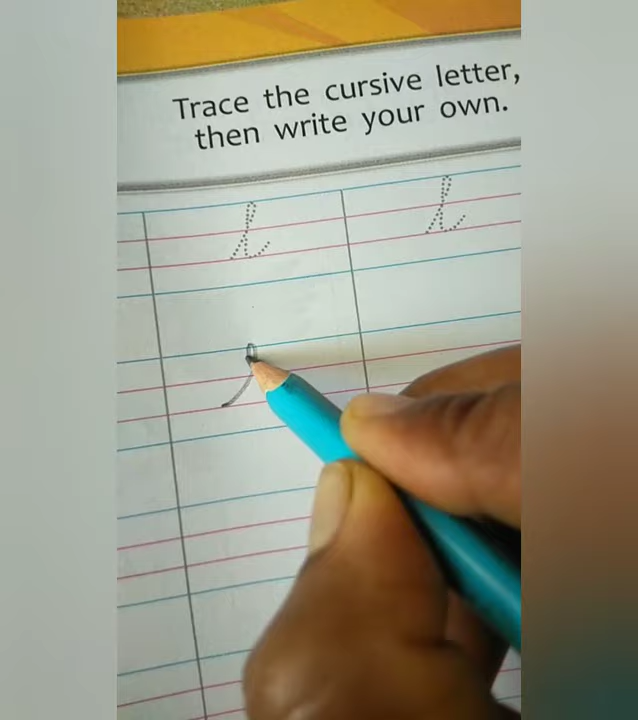 Trace the cursive letter,
then write your own.
l l